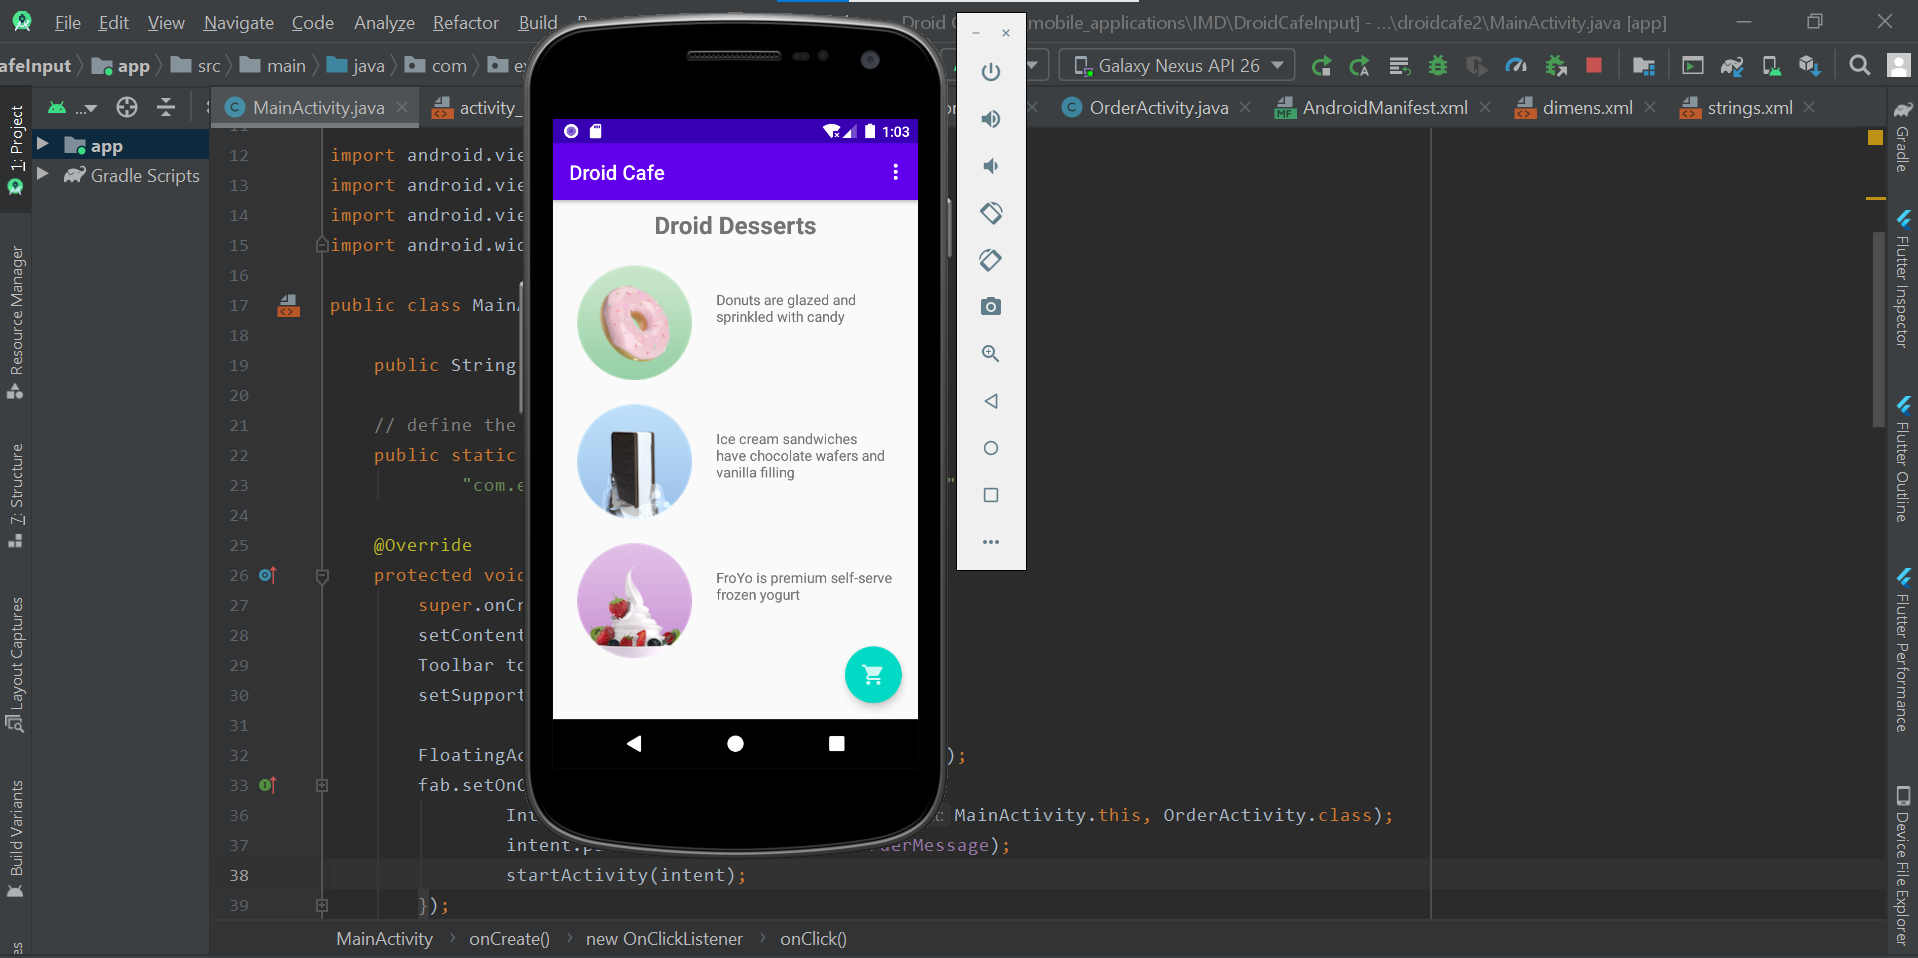 File Edit View Navigate Code Analyze Refactor Build
Droid mobile_applications\IMD\DroidCafeInput] - ...\droidcafe2\MainActivity.java [app]
afeInput app src main java com
Galaxy Nexus API 26
...
MainActivity.java
activity_
OrderActivity.java
AndroidManifest.xml
dimens.xml
strings.xml
1: Project
Resource Manager
7: Structure
Layout Captures
Build Variants
app
Gradle Scripts
12 import android.vie
13 import android.vie
14 import android.vie
15 import android.wid
16
17 public class MainA
18
19 public String
20
21 // define the
22 public static
23 "com.e "
24
25 @Override
26 protected void
27 super.onCr
28 setContent
29 Toolbar to
30 setSupport
31
32 FloatingAc );
33 fab.setOnC
36 Int MainActivity.this, OrderActivity.class);
37 intent.pu derMessage);
38 startActivity(intent);
39 });
MainActivity › onCreate() › new OnClickListener › onClick()
1:03
Droid Cafe
Droid Desserts
Donuts are glazed and
sprinkled with candy
Ice cream sandwiches
have chocolate wafers and
vanilla filling
FroYo is premium self-serve
frozen yogurt
Gradle
Flutter Inspector
Flutter Outline
Flutter Performance
Device File Explorer